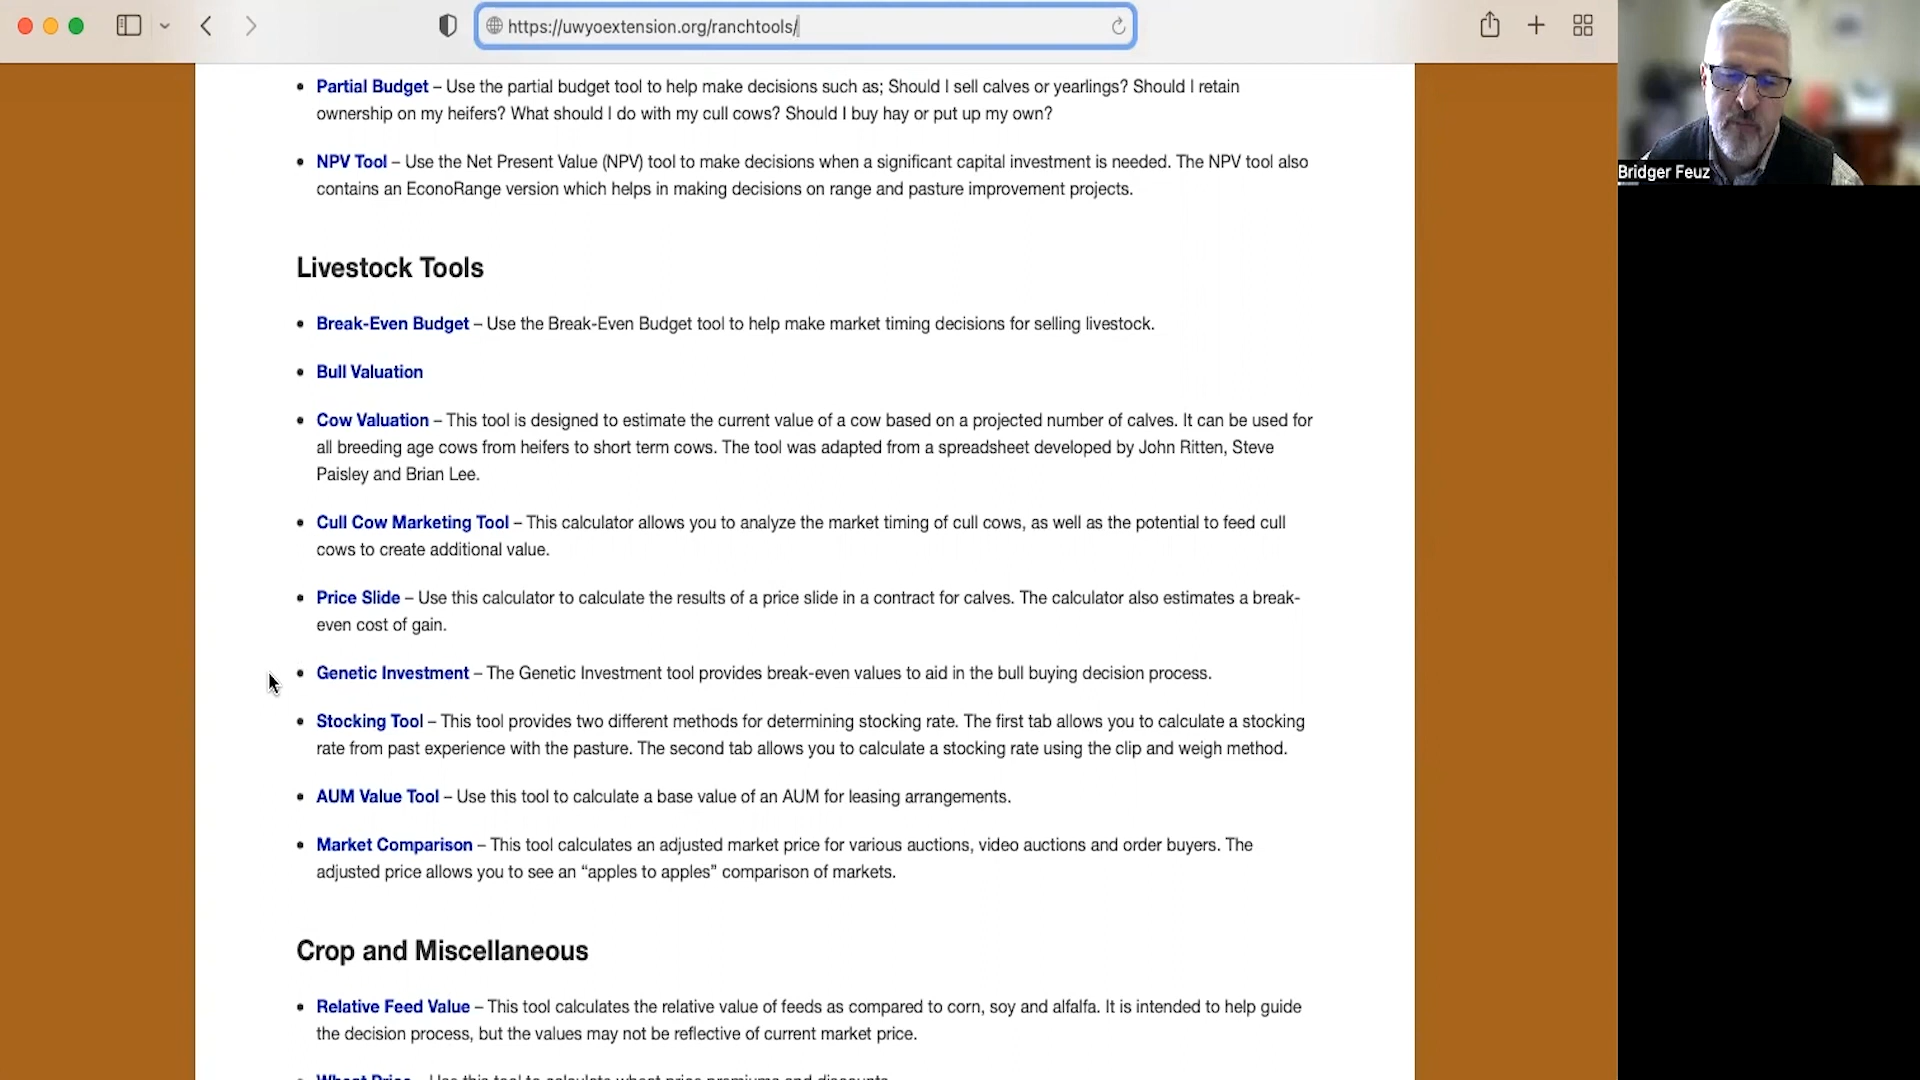 https://uwyoextension.org/ranchtools/
Partial Budget – Use the partial budget tool to help make decisions such as; Should I sell calves or yearlings? Should I retain
ownership on my heifers? What should I do with my cull cows? Should I buy hay or put up my own?
NPV Tool – Use the Net Present Value (NPV) tool to make decisions when a significant capital investment is needed. The NPV tool also
contains an EconoRange version which helps in making decisions on range and pasture improvement projects.
Livestock Tools
Break-Even Budget – Use the Break-Even Budget tool to help make market timing decisions for selling livestock.
Bull Valuation
Cow Valuation – This tool is designed to estimate the current value of a cow based on a projected number of calves. It can be used for
all breeding age cows from heifers to short term cows. The tool was adapted from a spreadsheet developed by John Ritten, Steve
Paisley and Brian Lee.
Cull Cow Marketing Tool – This calculator allows you to analyze the market timing of cull cows, as well as the potential to feed cull
cows to create additional value.
Price Slide – Use this calculator to calculate the results of a price slide in a contract for calves. The calculator also estimates a break-
even cost of gain.
Genetic Investment – The Genetic Investment tool provides break-even values to aid in the bull buying decision process.
Stocking Tool – This tool provides two different methods for determining stocking rate. The first tab allows you to calculate a stocking
rate from past experience with the pasture. The second tab allows you to calculate a stocking rate using the clip and weigh method.
AUM Value Tool – Use this tool to calculate a base value of an AUM for leasing arrangements.
Market Comparison – This tool calculates an adjusted market price for various auctions, video auctions and order buyers. The
adjusted price allows you to see an “apples to apples” comparison of markets.
Crop and Miscellaneous
Relative Feed Value – This tool calculates the relative value of feeds as compared to corn, soy and alfalfa. It is intended to help guide
the decision process, but the values may not be reflective of current market price.
Wheat Price – Use this tool to calculate wheat price premiums and discounts.
Bridger Feuz